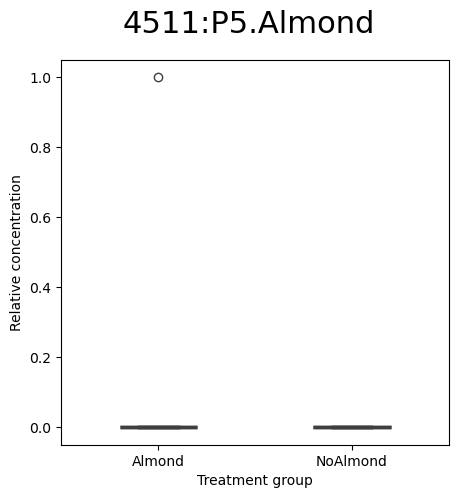 4511:P5.Almond
1.0
0.8
0.6
0.4
0.2
0.0
Relative concentration
Almond
NoAlmond
Treatment group